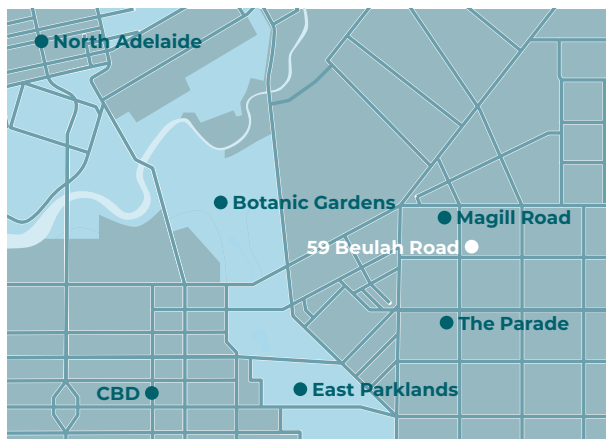 North Adelaide
Botanic Gardens
Magill Road
59 Beulah Road
The Parade
CBD
East Parklands